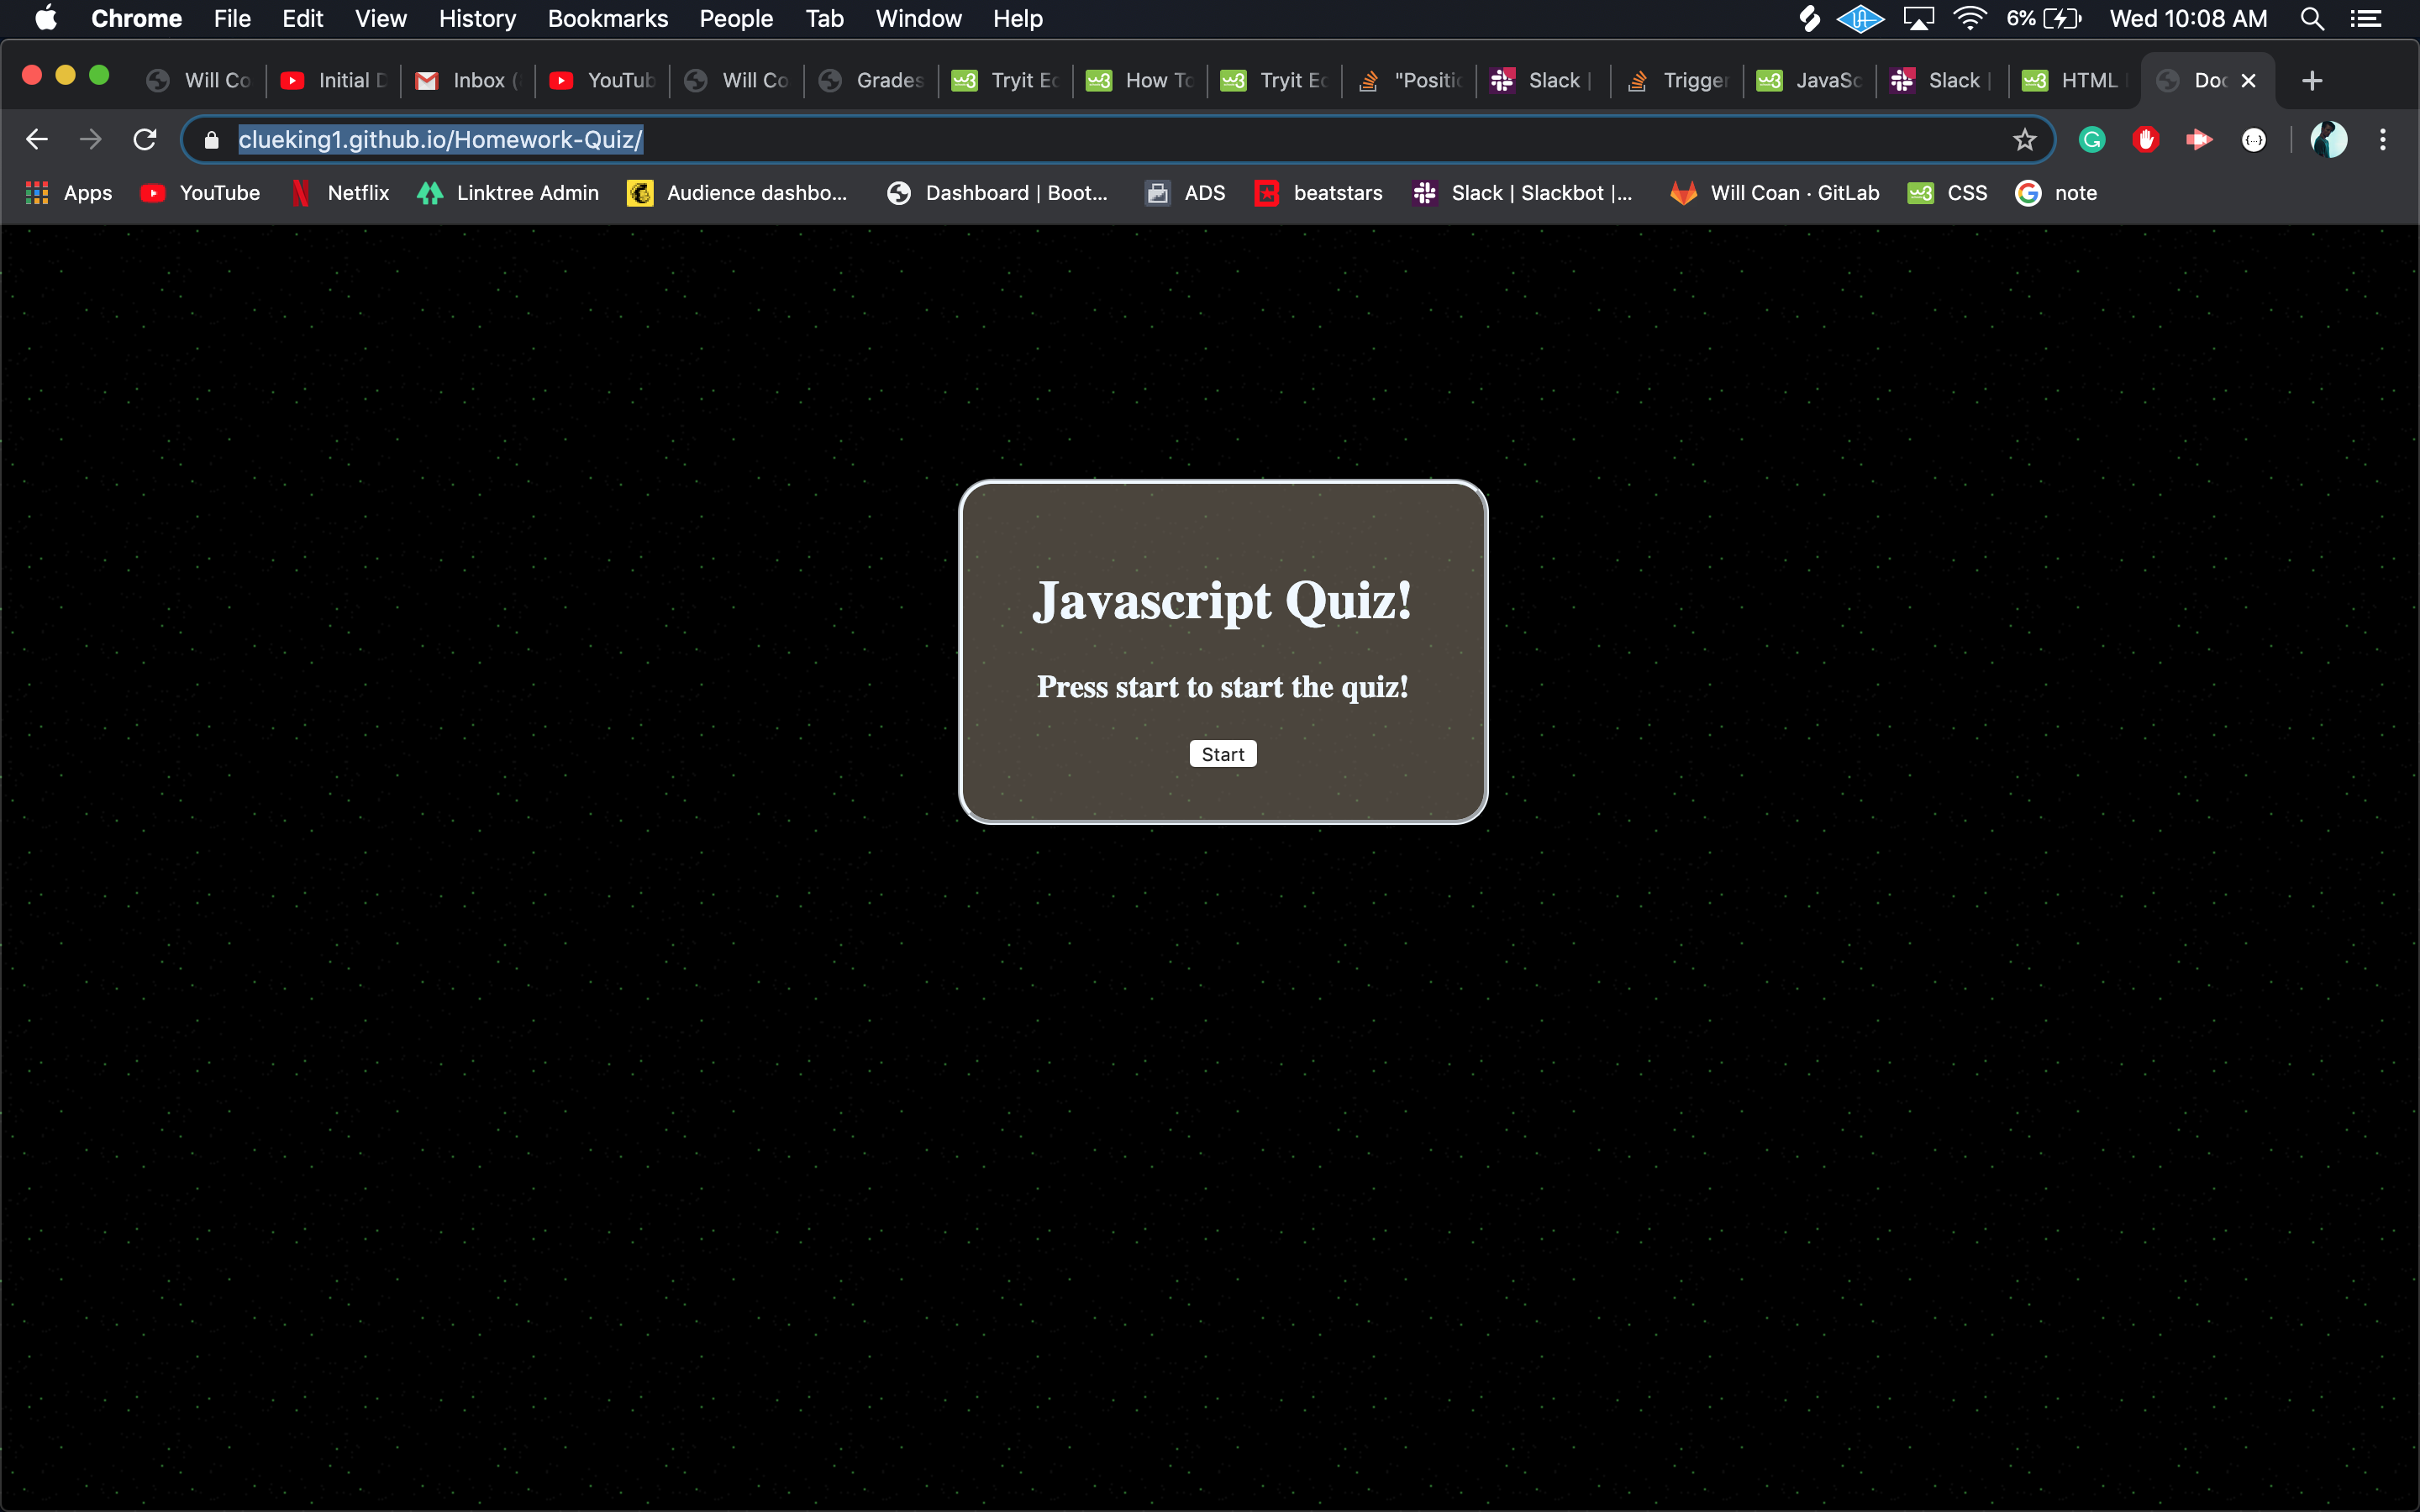 Chrome File Edit View History Bookmarks People Tab Window Help 6% Wed 10:08 AM
Will Co Initial D Inbox ( YouTub Will Co Grades Tryit Ec How To Tryit Ec "Positic Slack | Trigger JavaSc Slack | HTML Doc
clueking1.github.io/Homework-Quiz/
Apps YouTube Netflix Linktree Admin Audience dashbo... Dashboard | Boot... ADS beatstars Slack | Slackbot |... Will Coan · GitLab CSS note
Javascript Quiz!
Press start to start the quiz!
Start